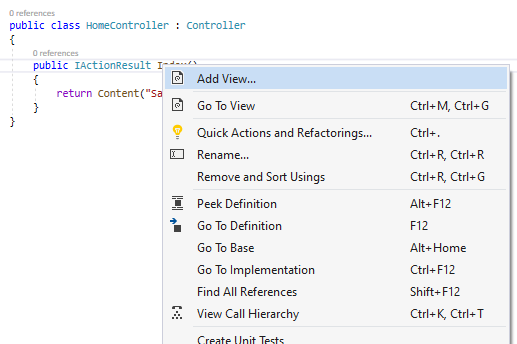 0 references
public class HomeController : Controller
{
0 references
public IActionResult Index()
{
return Content("Sa
}
}
Add View...
Go To View Ctrl+M, Ctrl+G
Quick Actions and Refactorings... Ctrl+.
Rename... Ctrl+R, Ctrl+R
Remove and Sort Usings Ctrl+R, Ctrl+G
Peek Definition Alt+F12
Go To Definition F12
Go To Base Alt+Home
Go To Implementation Ctrl+F12
Find All References Shift+F12
View Call Hierarchy Ctrl+K, Ctrl+T
Create Unit Tests